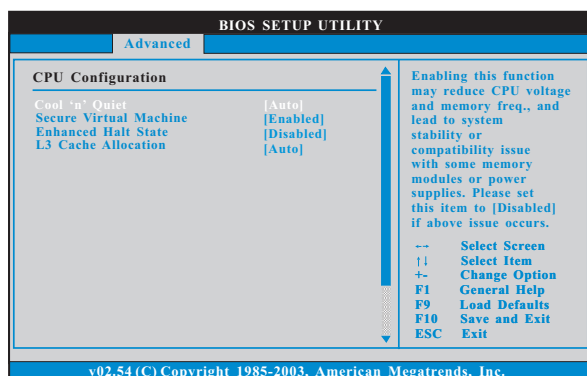 BIOS SETUP UTILITY
Advanced
CPU Configuration
Cool ‘n’ Quiet [Auto]
Secure Virtual Machine [Enabled]
Enhanced Halt State [Disabled]
L3 Cache Allocation [Auto]
Enabling this function
may reduce CPU voltage
and memory freq., and
lead to system
stability or
compatibility issue
with some memory
modules or power
supplies. Please set
this item to [Disabled]
if above issue occurs.
←→ Select Screen
↑↓ Select Item
+- Change Option
F1 General Help
F9 Load Defaults
F10 Save and Exit
ESC Exit
v02.54 (C) Copyright 1985-2003, American Megatrends, Inc.